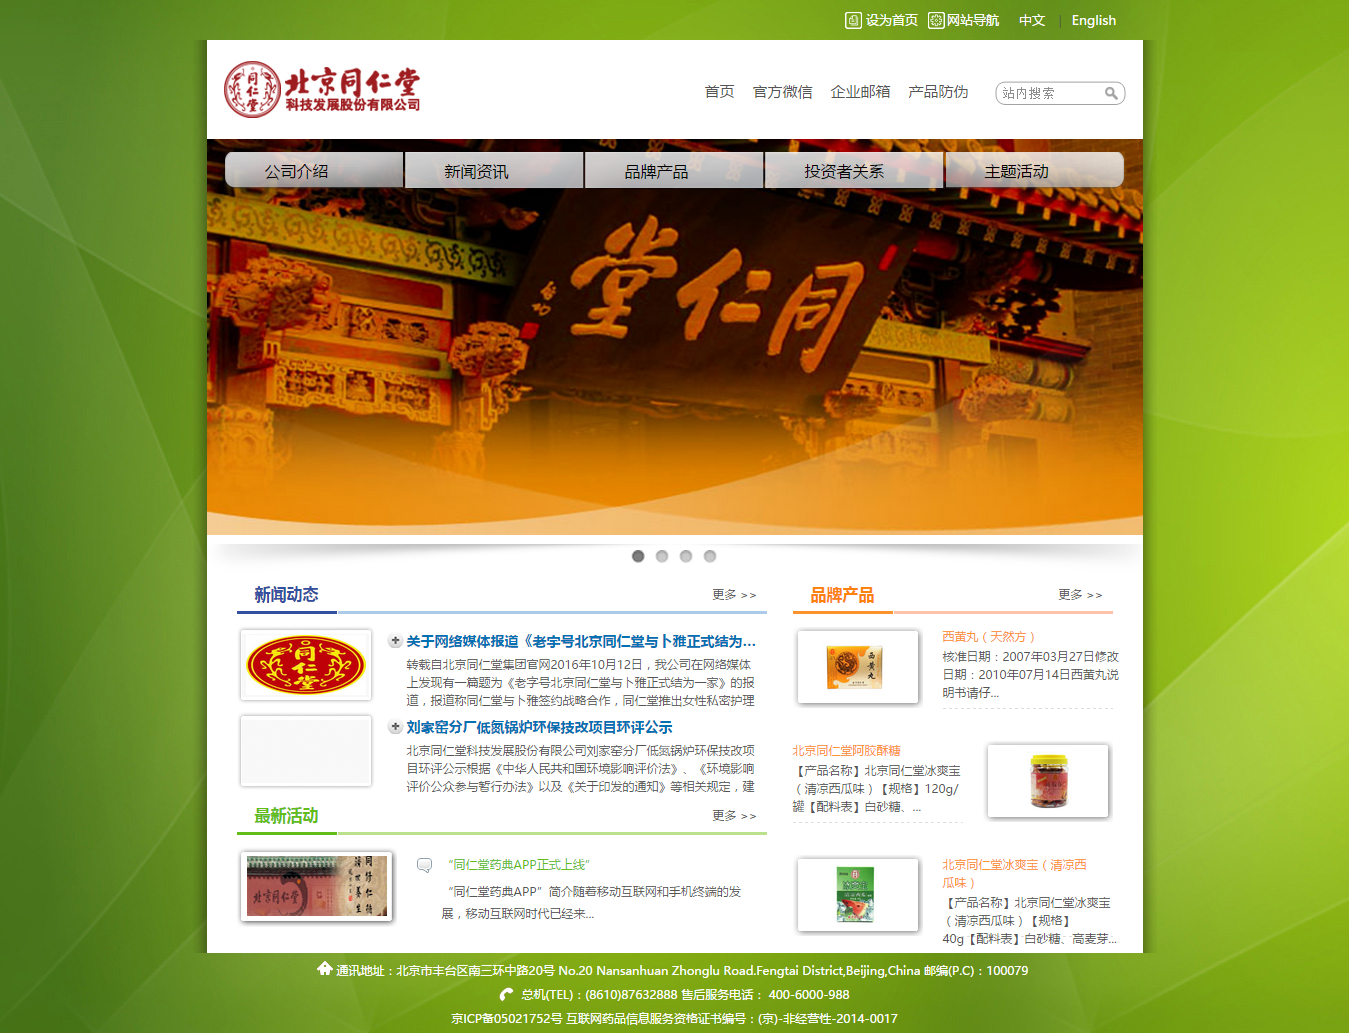 设为首页 网站导航 中文 | English
同仁堂
北京同仁堂
科技发展股份有限公司
首页 官方微信 企业邮箱 产品防伪 站内搜索
公司介绍 新闻资讯 品牌产品 投资者关系 主题活动
堂仁同
启功
新闻动态 更多 >>
同仁堂
关于网络媒体报道《老字号北京同仁堂与卜雅正式结为...
转载自北京同仁堂集团官网2016年10月12日，我公司在网络媒体
上发现有一篇题为《老字号北京同仁堂与卜雅正式结为一家》的报
道，报道称同仁堂与卜雅签约战略合作，同仁堂推出女性私密护理
刘家窑分厂低氮锅炉环保技改项目环评公示
北京同仁堂科技发展股份有限公司刘家窑分厂低氮锅炉环保技改项
目环评公示根据《中华人民共和国环境影响评价法》、《环境影响
评价公众参与暂行办法》以及《关于印发的通知》等相关规定，建
最新活动 更多 >>
北京同仁堂
同修仁德
济世养生
“同仁堂药典APP正式上线”
“同仁堂药典APP”简介随着移动互联网和手机终端的发
展，移动互联网时代已经来...
品牌产品 更多 >>
西黄丸
西黄丸（天然方）
核准日期：2007年03月27日修改
日期：2010年07月14日西黄丸说
明书请仔...
北京同仁堂阿胶酥糖
【产品名称】北京同仁堂冰爽宝
（清凉西瓜味）【规格】120g/
罐【配料表】白砂糖、...
北京同仁堂冰爽宝（清凉西
瓜味）
【产品名称】北京同仁堂冰爽宝
（清凉西瓜味）【规格】
40g【配料表】白砂糖、高麦芽...
通讯地址：北京市丰台区南三环中路20号 No.20 Nansanhuan Zhonglu Road.Fengtai District,Beijing,China 邮编(P.C)：100079
总机(TEL)：(8610)87632888 售后服务电话： 400-6000-988
京ICP备05021752号 互联网药品信息服务资格证书编号：(京)-非经营性-2014-0017